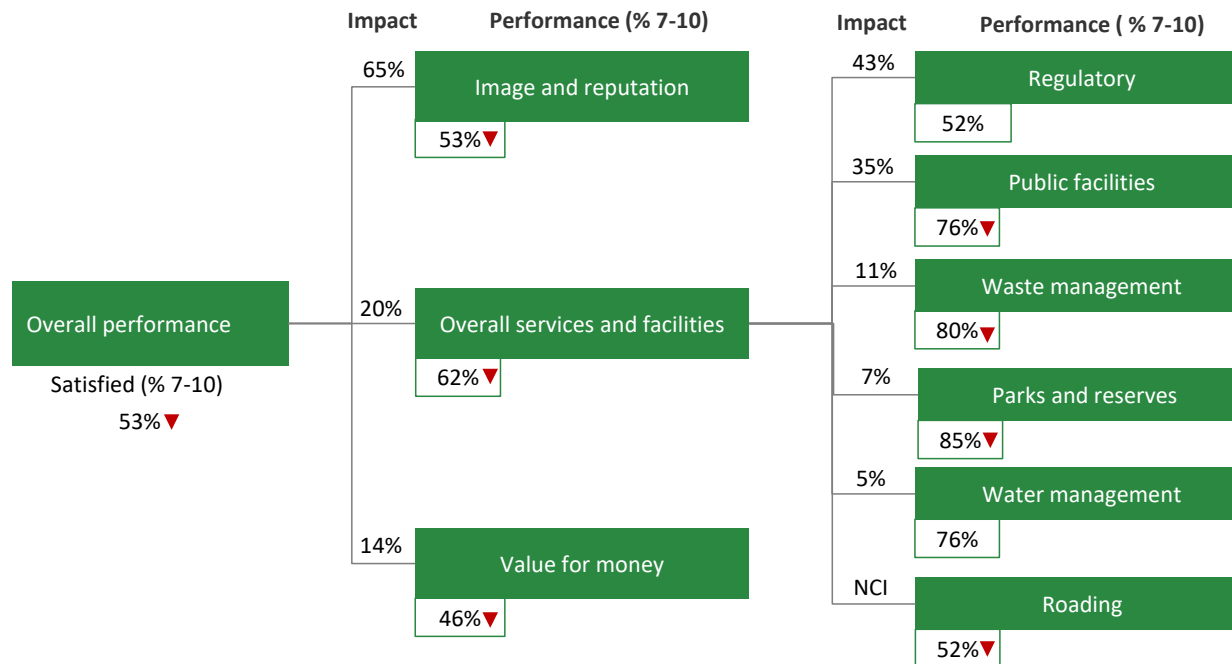 Impact Performance (% 7-10) Impact Performance ( % 7-10)
65%
Image and reputation
53%
20%
Overall services and facilities
62%
14%
Value for money
46%
Overall performance
Satisfied (% 7-10)
53%
43%
Regulatory
52%
35%
Public facilities
76%
11%
Waste management
80%
7%
Parks and reserves
85%
5%
Water management
76%
NCI
Roading
52%